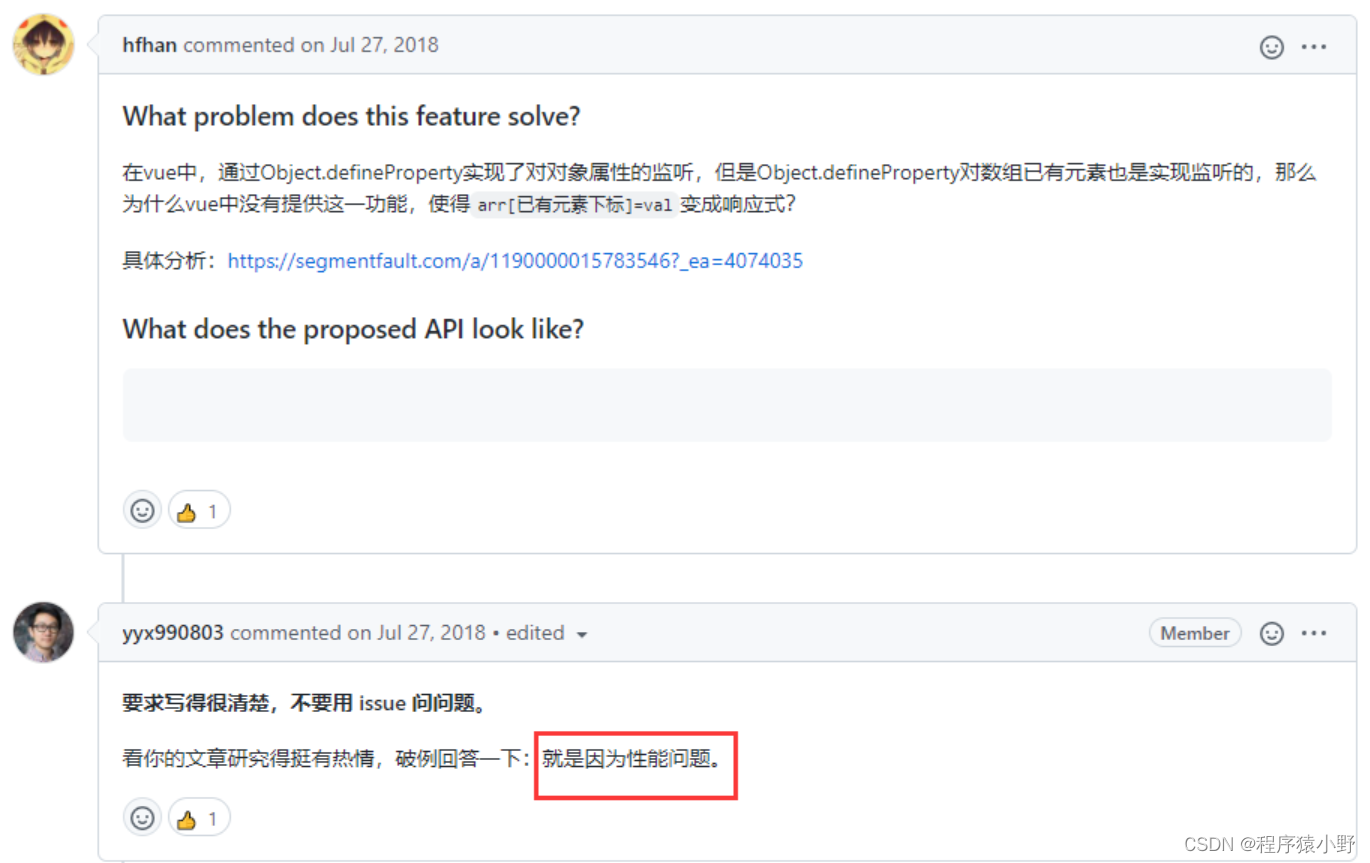 hfhan commented on Jul 27, 2018
What problem does this feature solve?
在vue中，通过Object.defineProperty实现了对对象属性的监听，但是Object.defineProperty对数组已有元素也是实现监听的，那么
为什么vue中没有提供这一功能，使得 arr[已有元素下标]=val 变成响应式？
具体分析：https://segmentfault.com/a/1190000015783546?_ea=4074035
What does the proposed API look like?
1
yyx990803 commented on Jul 27, 2018 • edited
Member
要求写得很清楚，不要用 issue 问问题。
看你的文章研究得挺有热情，破例回答一下：就是因为性能问题。
1
CSDN @程序猿小野